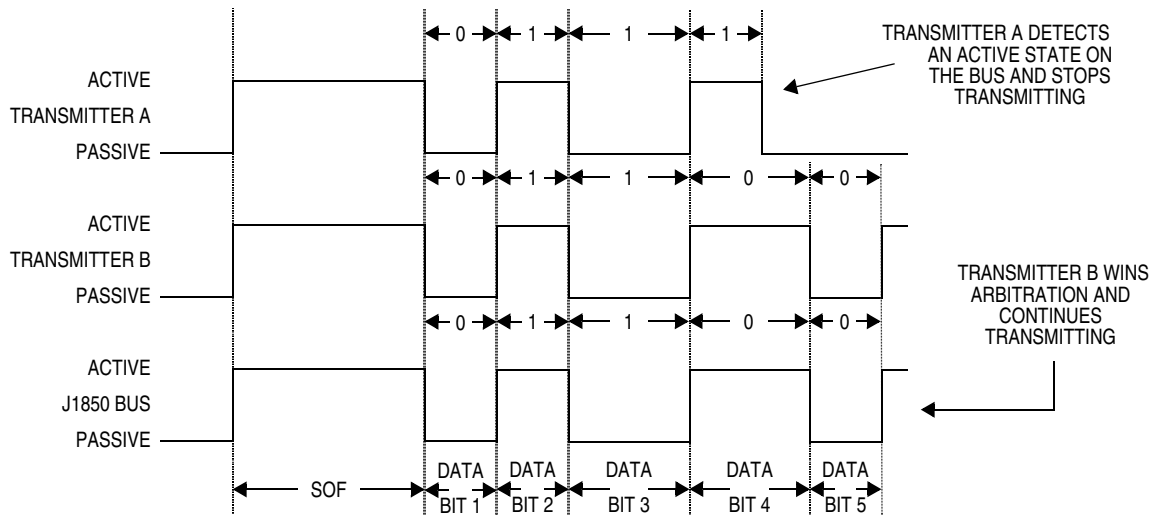 0 1 1 1
TRANSMITTER A DETECTS
AN ACTIVE STATE ON
THE BUS AND STOPS
TRANSMITTING
ACTIVE
TRANSMITTER A
PASSIVE
0 1 1 0 0
ACTIVE
TRANSMITTER B
PASSIVE
TRANSMITTER B WINS
ARBITRATION AND
CONTINUES
TRANSMITTING
0 1 1 0 0
ACTIVE
J1850 BUS
PASSIVE
SOF
DATA
BIT 1
DATA
BIT 2
DATA
BIT 3
DATA
BIT 4
DATA
BIT 5